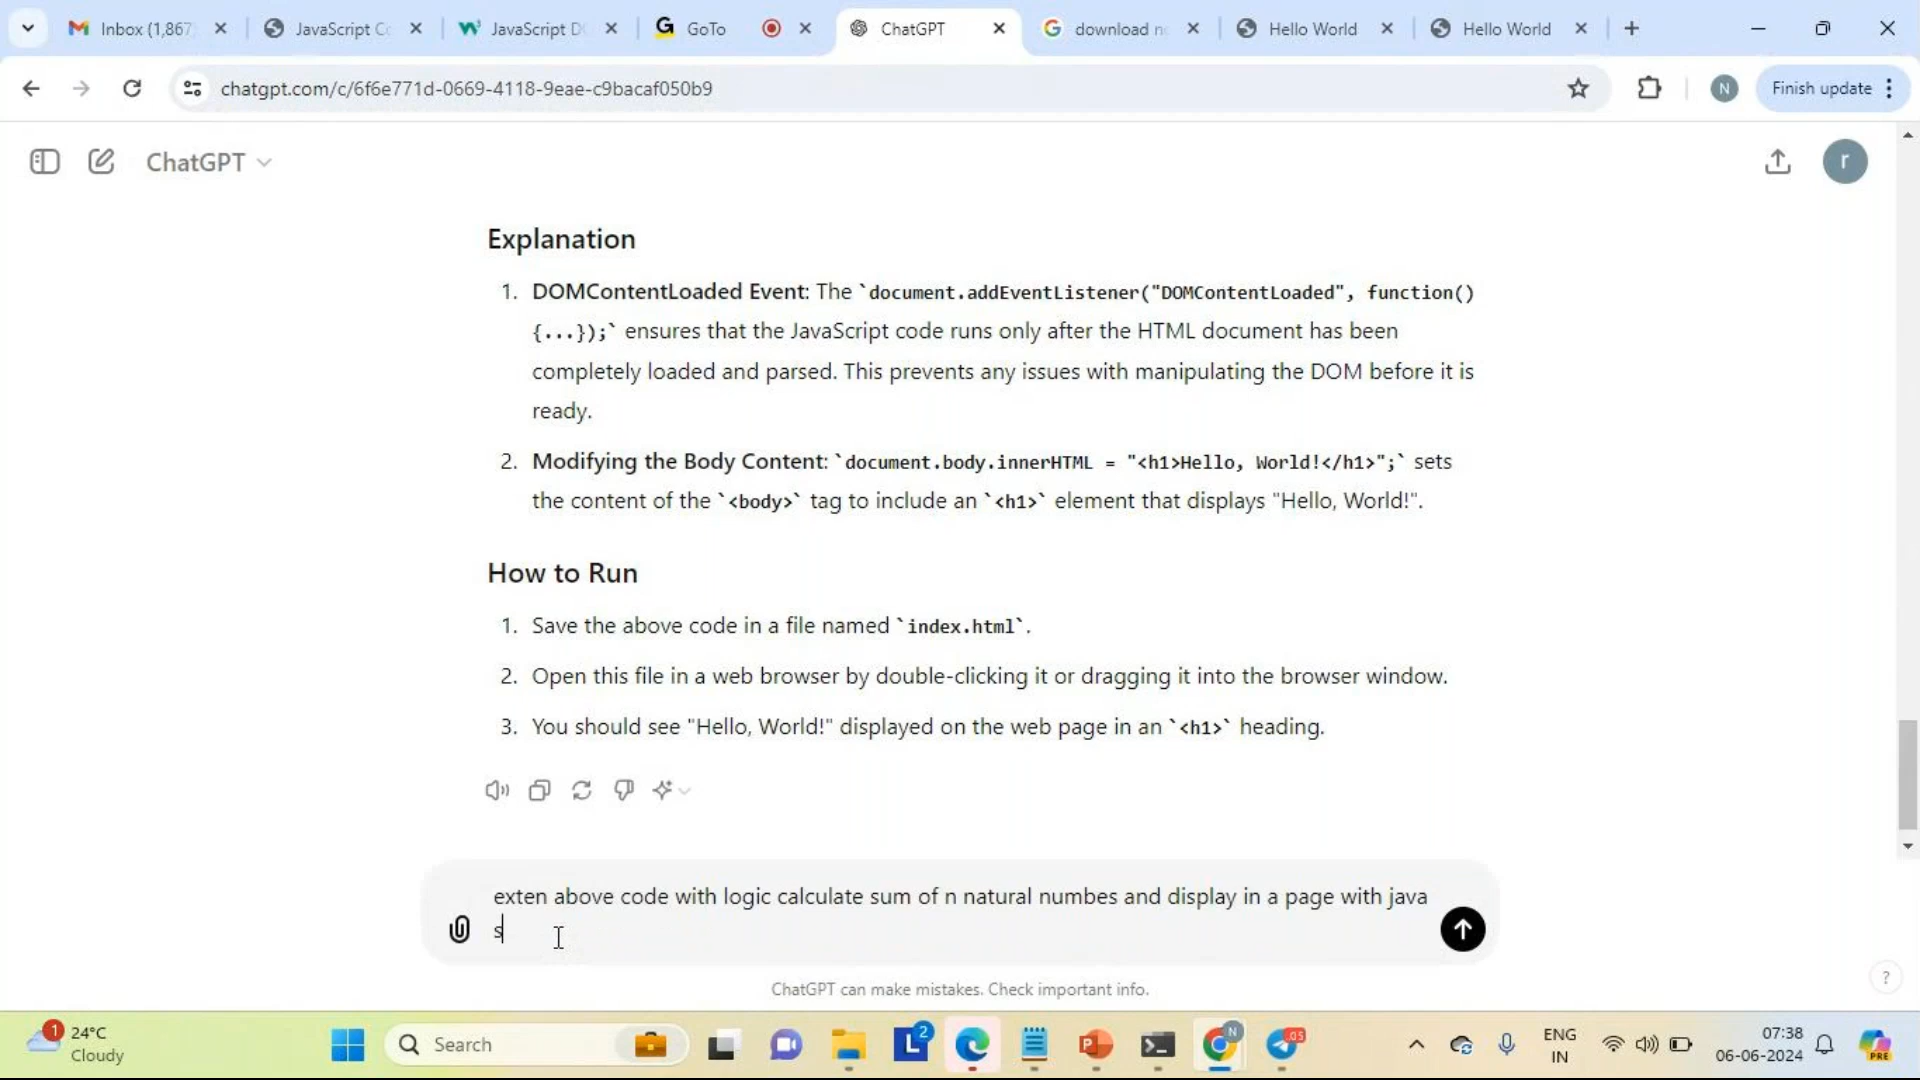 Inbox (1,867
JavaScript Co
JavaScript D
GoTo
ChatGPT
download n
Hello World
Hello World
chatgpt.com/c/6f6e771d-0669-4118-9eae-c9bacaf050b9
N
Finish update
ChatGPT
r
Explanation
1. DOMContentLoaded Event: The `document.addEventListener("DOMContentLoaded", function()
{...});` ensures that the JavaScript code runs only after the HTML document has been
completely loaded and parsed. This prevents any issues with manipulating the DOM before it is
ready.
2. Modifying the Body Content: `document.body.innerHTML = "<h1>Hello, World!</h1>";` sets
the content of the `<body>` tag to include an `<h1>` element that displays "Hello, World!".
How to Run
1. Save the above code in a file named `index.html`.
2. Open this file in a web browser by double-clicking it or dragging it into the browser window.
3. You should see "Hello, World!" displayed on the web page in an `<h1>` heading.
exten above code with logic calculate sum of n natural numbes and display in a page with java
s
ChatGPT can make mistakes. Check important info.
?
1
24°C
Cloudy
Search
L
2
N
05
ENG
IN
07:38
06-06-2024
PRE